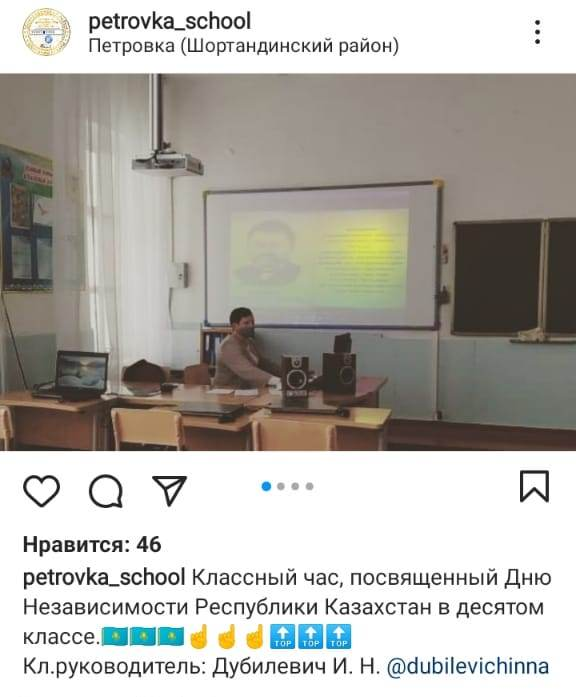 petrovka_school
Петровка (Шортандинский район)
Нравится: 46
petrovka_school Классный час, посвященный Дню
Независимости Республики Казахстан в десятом
классе.🇰🇿🇰🇿🇰🇿☝️☝️☝️🔝🔝🔝
Кл.руководитель: Дубилевич И. Н. @dubilevichinna